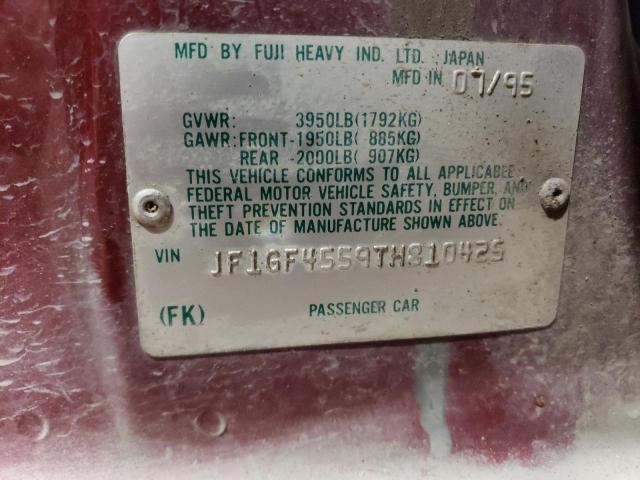 MFD BY FUJI HEAVY IND. LTD. JAPAN
MFD IN 07/95
GVWR: 3950LB(1792KG)
GAWR:FRONT-1950LB( 885KG)
REAR -2000LB( 907KG)
THIS VEHICLE CONFORMS TO ALL APPLICABLE
FEDERAL MOTOR VEHICLE SAFETY, BUMPER, AND
THEFT PREVENTION STANDARDS IN EFFECT ON
THE DATE OF MANUFACTURE SHOWN ABOVE.
VIN JF1GF4559TH810425
(FK) PASSENGER CAR